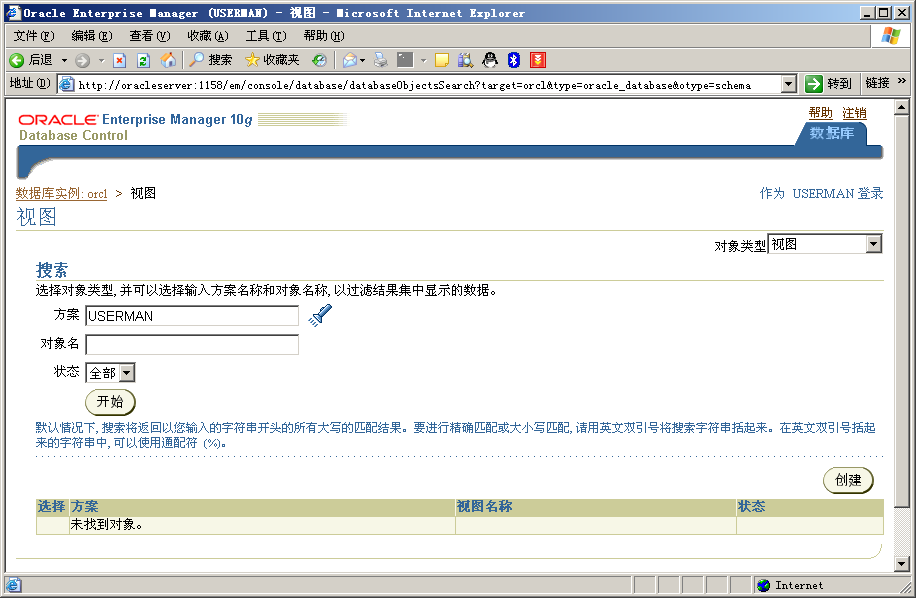 Oracle Enterprise Manager (USERMAN) - 视图 - Microsoft Internet Explorer
文件(F) 编辑(E) 查看(V) 收藏(A) 工具(T) 帮助(H)
后退 搜索 收藏夹
地址(D) http://oracleserver:1158/em/console/database/databaseObjectsSearch?target=orcl&type=oracle_database&otype=schema 转到 链接 »
ORACLE Enterprise Manager 10g
Database Control
帮助 注销
数据库
数据库实例: orcl > 视图
作为 USERMAN 登录
视图
对象类型 视图
搜索
选择对象类型, 并可以选择输入方案名称和对象名称, 以过滤结果集中显示的数据。
方案 USERMAN
对象名
状态 全部
开始
默认情况下, 搜索将返回以您输入的字符串开头的所有大写的匹配结果。要进行精确匹配或大小写匹配, 请用英文双引号将搜索字符串括起来。在英文双引号括起
来的字符串中, 可以使用通配符 (%)。
创建
选择 方案 视图名称 状态
未找到对象。
Internet